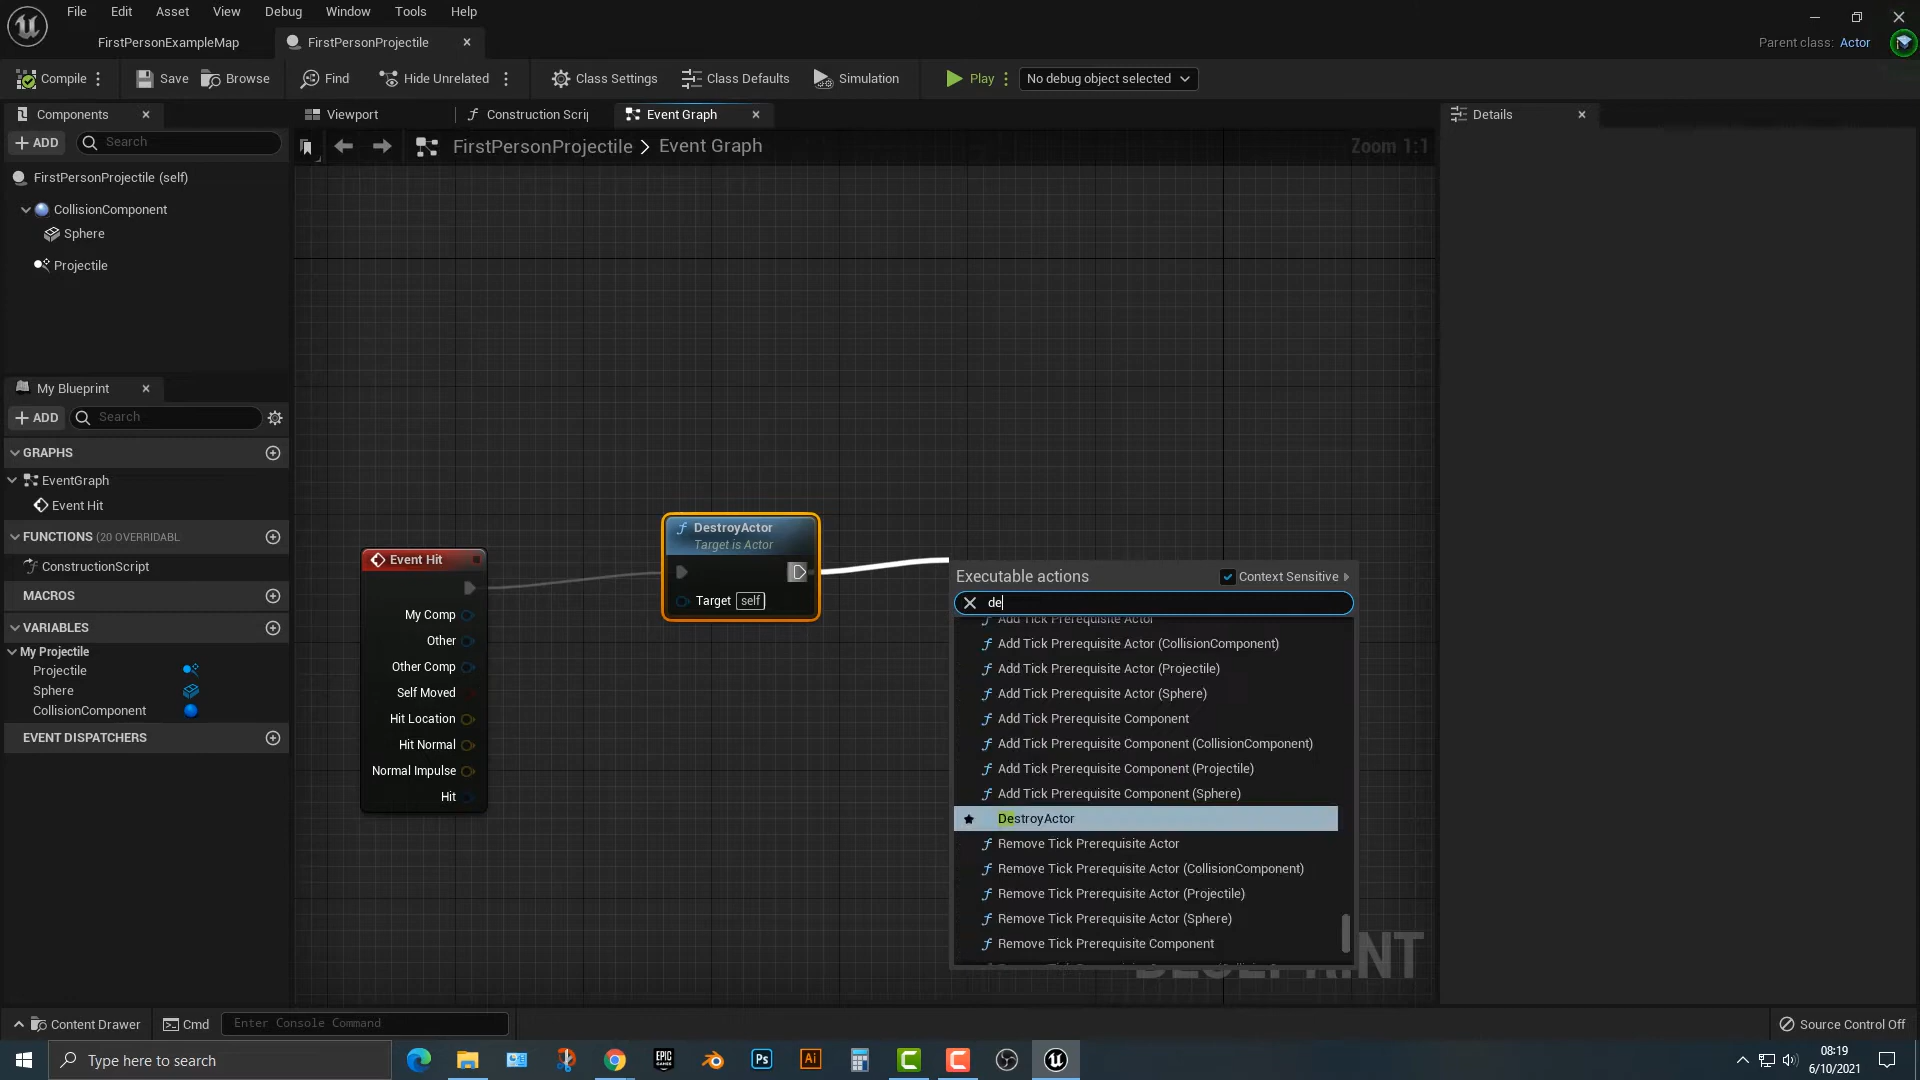 File Edit Asset View Debug Window Tools Help
FirstPersonExampleMap FirstPersonProjectile Parent class: Actor
Compile Save Browse Find Hide Unrelated Class Settings Class Defaults Simulation Play No debug object selected
Components Viewport Construction Scrip Event Graph Details
ADD Search
FirstPersonProjectile > Event Graph Zoom 1:1
FirstPersonProjectile (self)
CollisionComponent
Sphere
Projectile
My Blueprint
ADD Search
GRAPHS
EventGraph
Event Hit
FUNCTIONS (20 OVERRIDABL
ConstructionScript
MACROS
VARIABLES
My Projectile
Projectile
Sphere
CollisionComponent
EVENT DISPATCHERS
Event Hit
My Comp
Other
Other Comp
Self Moved
Hit Location
Hit Normal
Normal Impulse
Hit
DestroyActor
Target is Actor
Target self
Executable actions Context Sensitive
de
Add Tick Prerequisite Actor
Add Tick Prerequisite Actor (CollisionComponent)
Add Tick Prerequisite Actor (Projectile)
Add Tick Prerequisite Actor (Sphere)
Add Tick Prerequisite Component
Add Tick Prerequisite Component (CollisionComponent)
Add Tick Prerequisite Component (Projectile)
Add Tick Prerequisite Component (Sphere)
DestroyActor
Remove Tick Prerequisite Actor
Remove Tick Prerequisite Actor (CollisionComponent)
Remove Tick Prerequisite Actor (Projectile)
Remove Tick Prerequisite Actor (Sphere)
Remove Tick Prerequisite Component
BLUEPRINT
Content Drawer Cmd Enter Console Command Source Control Off
Type here to search EPIC GAMES Ps Ai 08:19
6/10/2021